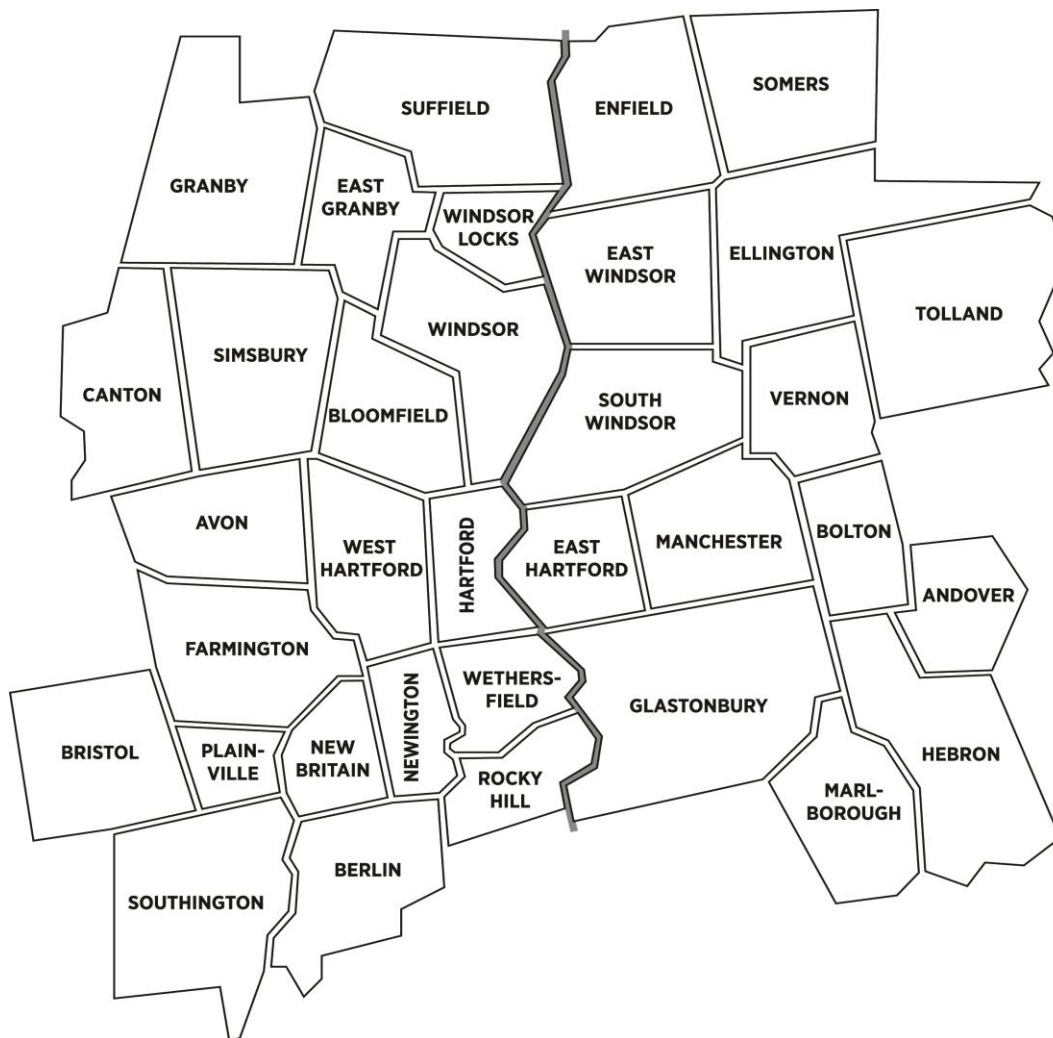 SOMERS
SUFFIELD
ENFIELD
GRANBY
EAST
GRANBY
WINDSOR
LOCKS
EAST
WINDSOR
ELLINGTON
TOLLAND
WINDSOR
SIMSBURY
CANTON
BLOOMFIELD
SOUTH
WINDSOR
VERNON
AVON
WEST
HARTFORD
HARTFORD
EAST
HARTFORD
MANCHESTER
BOLTON
ANDOVER
FARMINGTON
NEWINGTON
WETHERS-
FIELD
GLASTONBURY
BRISTOL
PLAIN-
VILLE
NEW
BRITAIN
ROCKY
HILL
MARL-
BOROUGH
HEBRON
BERLIN
SOUTHINGTON